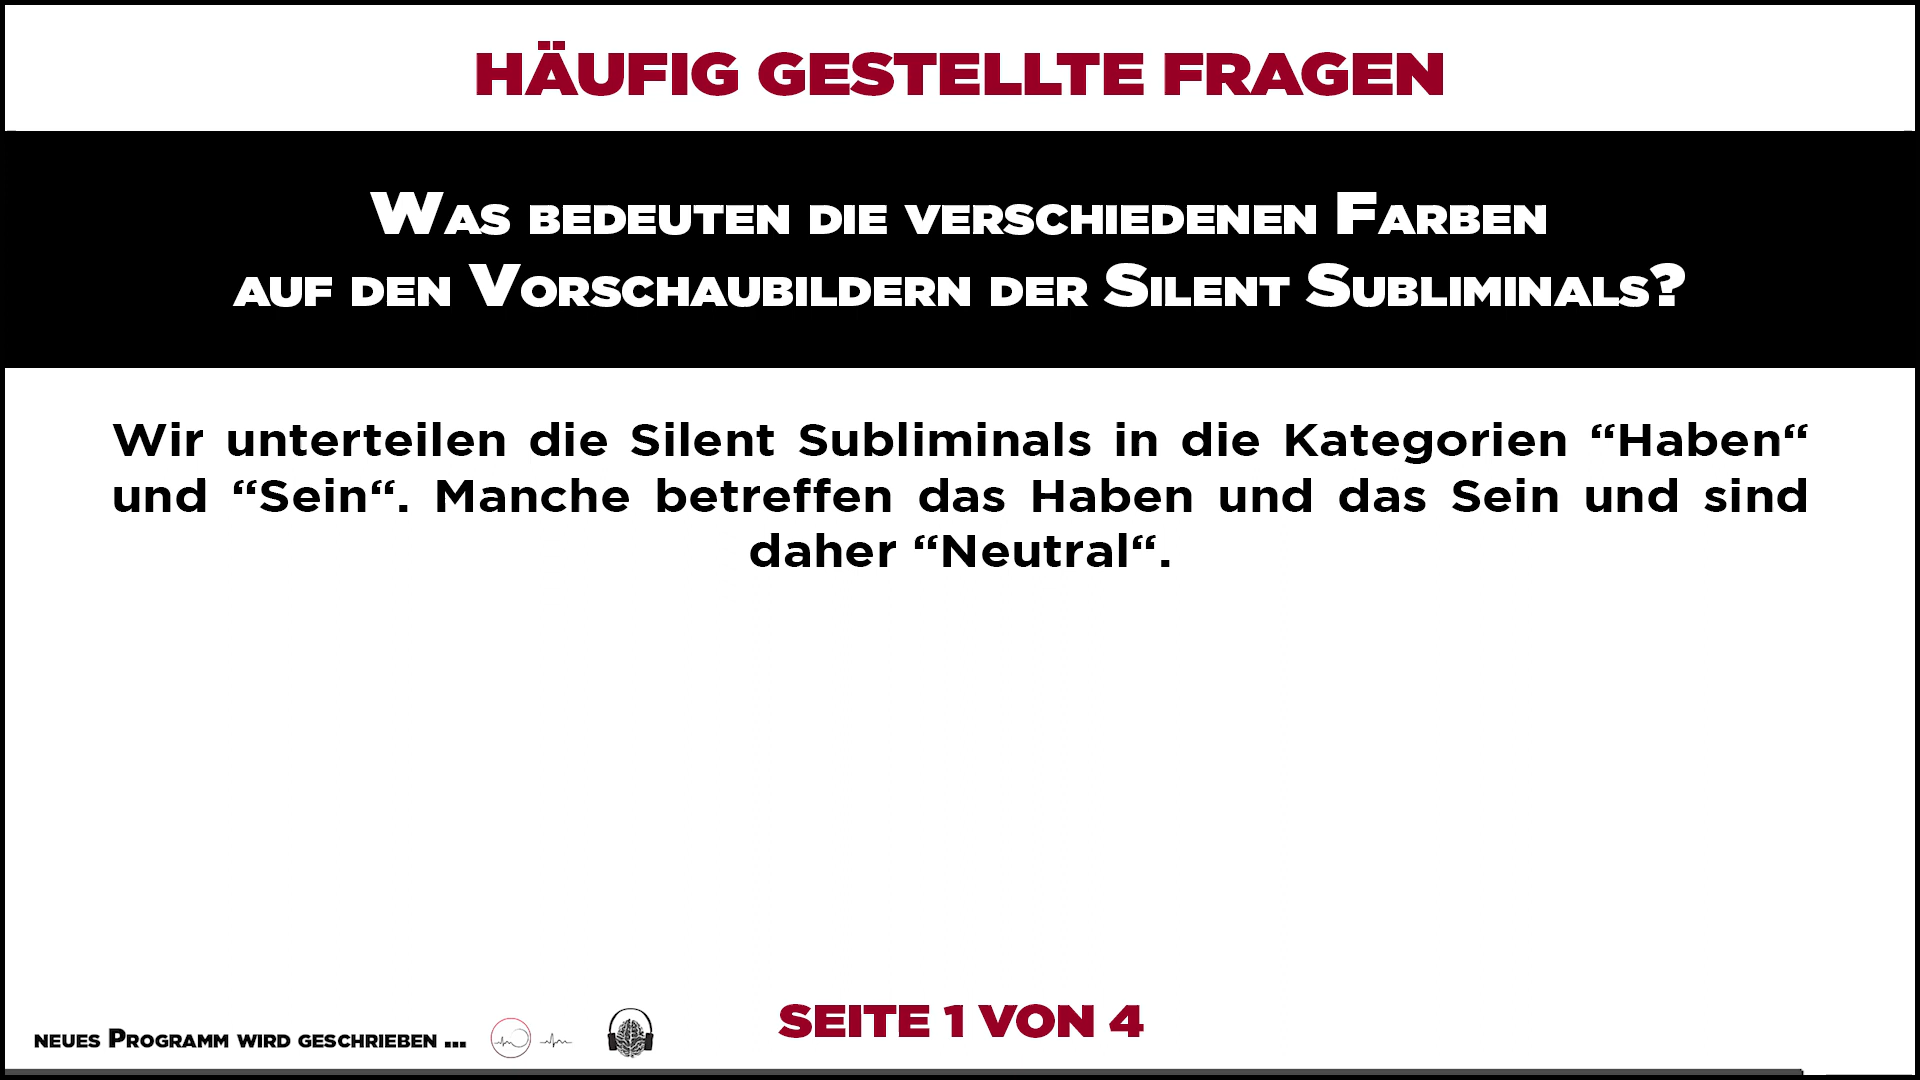 HÄUFIG GESTELLTE FRAGEN
Was bedeuten die verschiedenen Farben
auf den Vorschaubildern der Silent Subliminals?
Wir unterteilen die Silent Subliminals in die Kategorien “Haben“
und “Sein“. Manche betreffen das Haben und das Sein und sind
daher “Neutral“.
SEITE 1 VON 4
neues Programm wird geschrieben ...